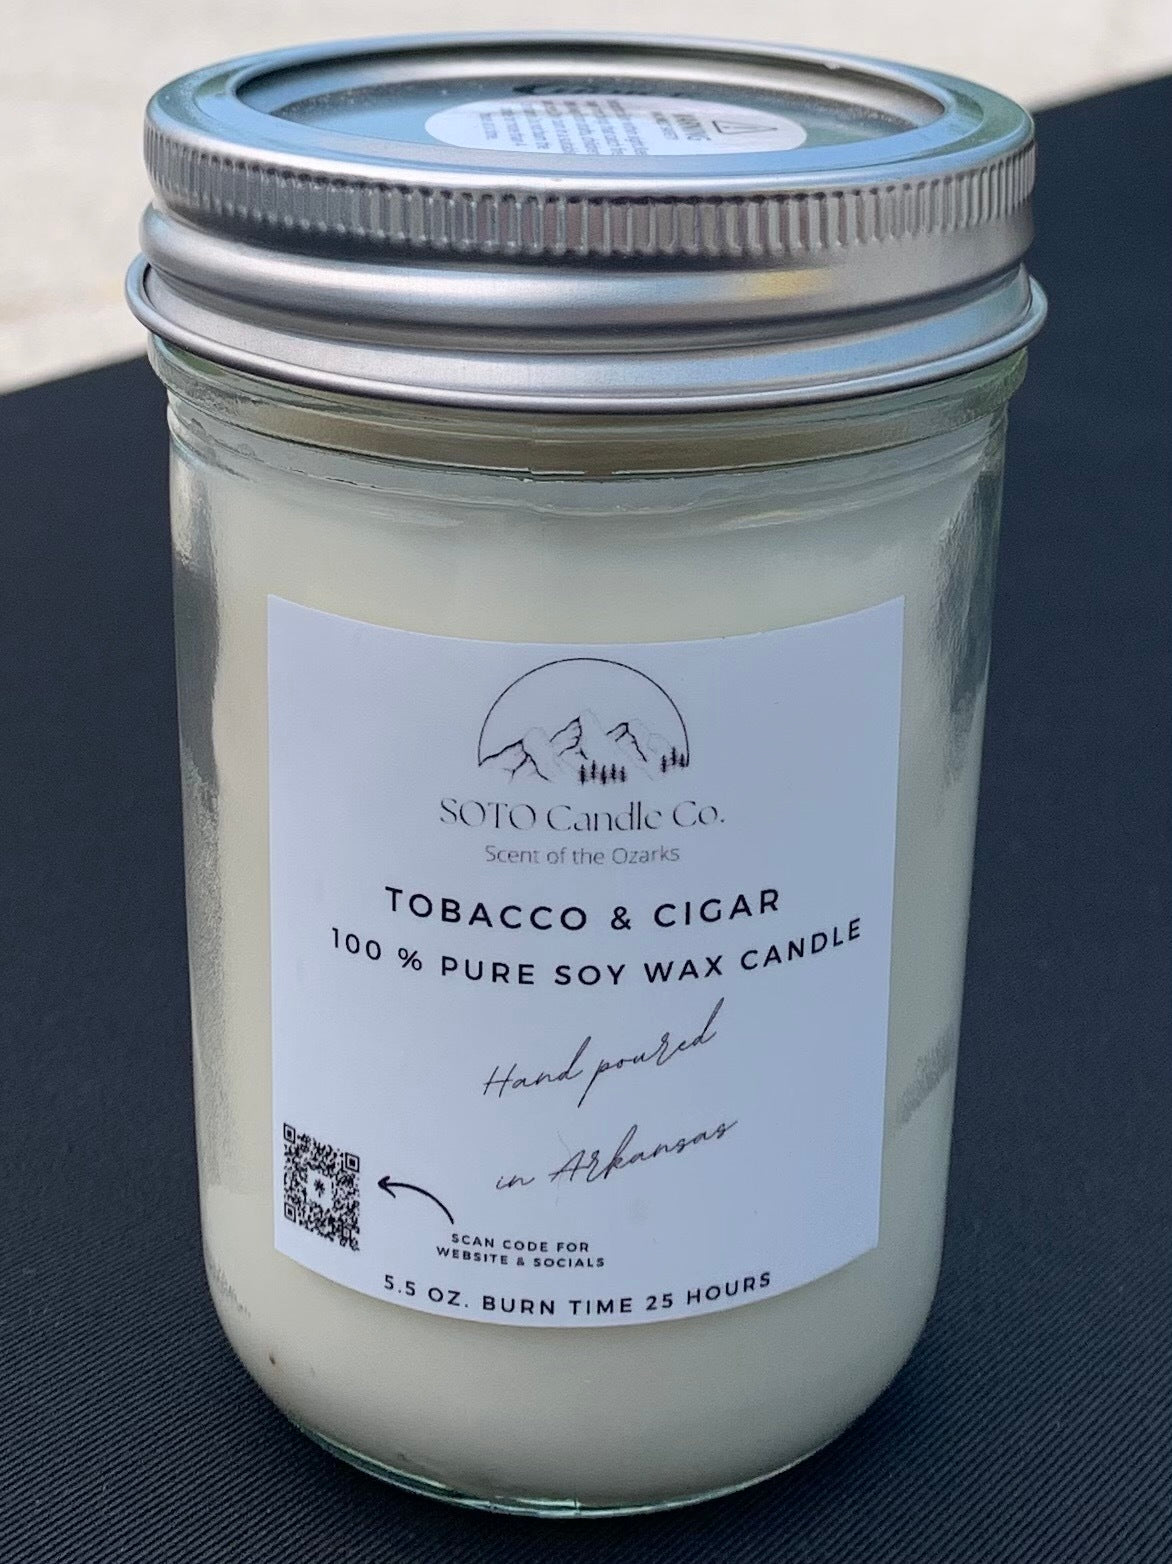 SOTO Candle Co.
Scent of the Ozarks
TOBACCO & CIGAR
100 % PURE SOY WAX CANDLE
Hand poured
in Arkansas
SCAN CODE FOR
WEBSITE & SOCIALS
5.5 OZ. BURN TIME 25 HOURS